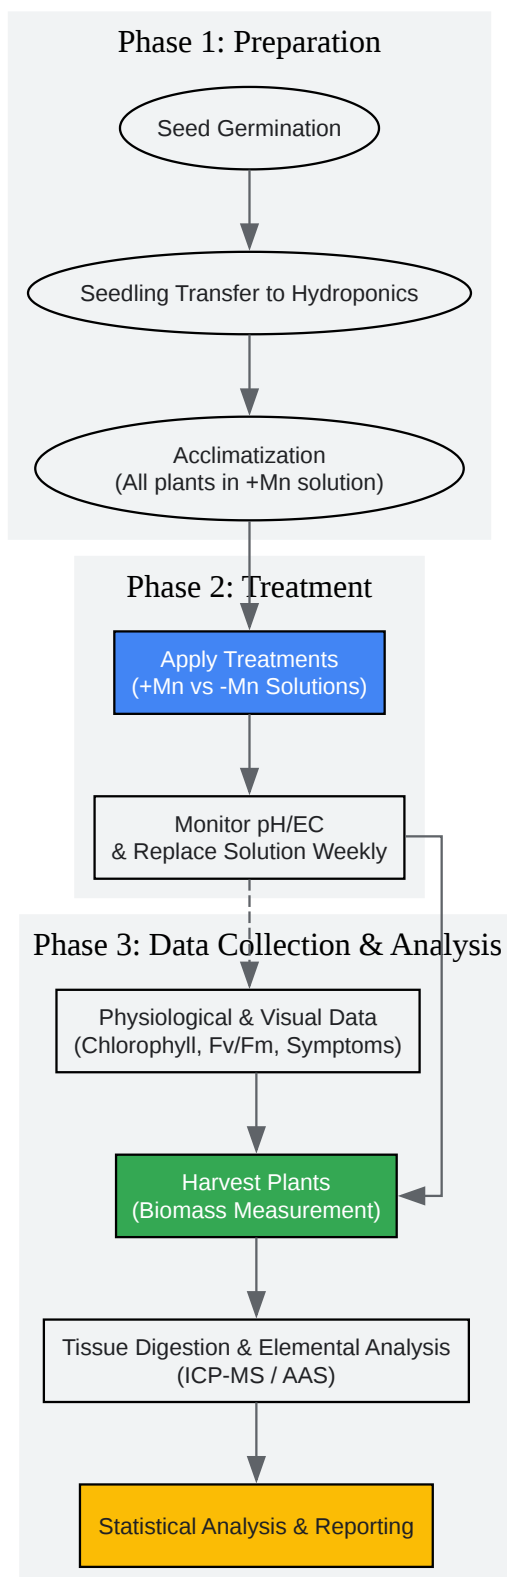 Phase 1: Preparation
Seed Germination
Seedling Transfer to Hydroponics
Acclimatization
(All plants in +Mn solution)
Phase 2: Treatment
Apply Treatments
(+Mn vs -Mn Solutions)
Monitor pH/EC
& Replace Solution Weekly
Phase 3: Data Collection & Analysis
Physiological & Visual Data
(Chlorophyll, Fv/Fm, Symptoms)
Harvest Plants
(Biomass Measurement)
Tissue Digestion & Elemental Analysis
(ICP-MS / AAS)
Statistical Analysis & Reporting